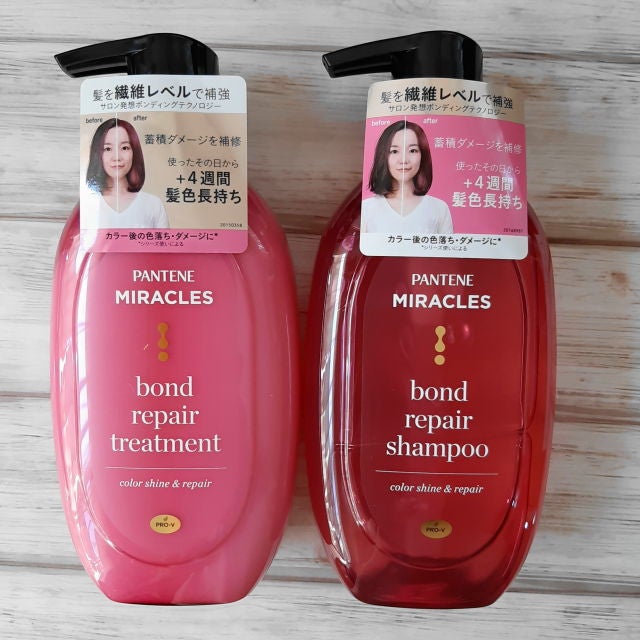 髪を繊維レベルで補強
サロン発想ボンディングテクノロジー
before
after
蓄積ダメージを補修
使ったその日から
+4週間
髪色長持ち
カラー後の色落ち・ダメージに*
*シリーズ使いによる
PANTENE
MIRACLES
bond
repair
treatment
color shine & repair
PRO-V
髪を繊維レベルで補強
サロン発想ボンディングテクノロジー
before
after
蓄積ダメージを補修
使ったその日から
+4週間
髪色長持ち
カラー後の色落ち・ダメージに*
*シリーズ使いによる
PANTENE
MIRACLES
bond
repair
shampoo
color shine & repair
PRO-V